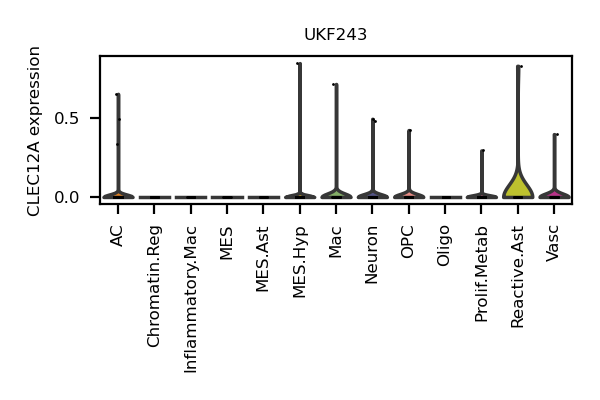 UKF243
CLEC12A expression
0.5
0.0
AC
Chromatin.Reg
Inflammatory.Mac
MES
MES.Ast
MES.Hyp
Mac
Neuron
OPC
Oligo
Prolif.Metab
Reactive.Ast
Vasc